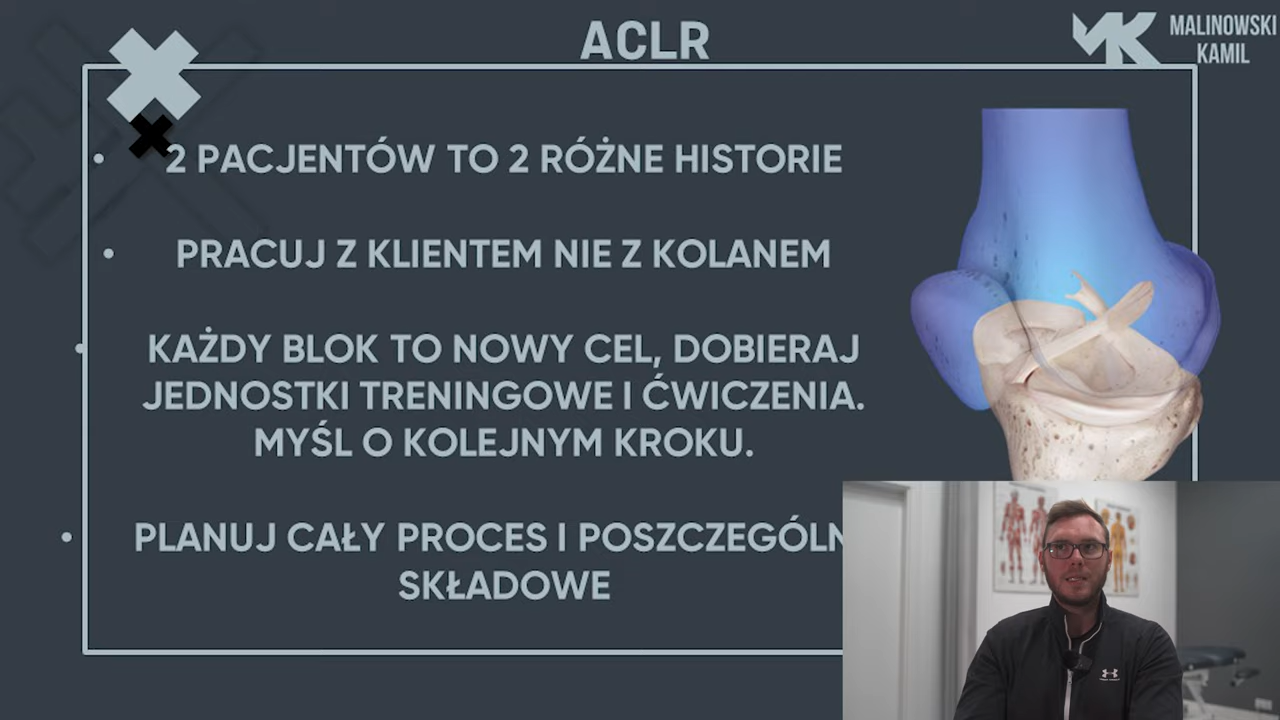 ACLR
MALINOWSKI
KAMIL
2 PACJENTÓW TO 2 RÓŻNE HISTORIE
PRACUJ Z KLIENTEM NIE Z KOLANEM
KAŻDY BLOK TO NOWY CEL, DOBIERAJ
JEDNOSTKI TRENINGOWE I ĆWICZENIA.
MYŚL O KOLEJNYM KROKU.
PLANUJ CAŁY PROCES I POSZCZEGÓLN
SKŁADOWE